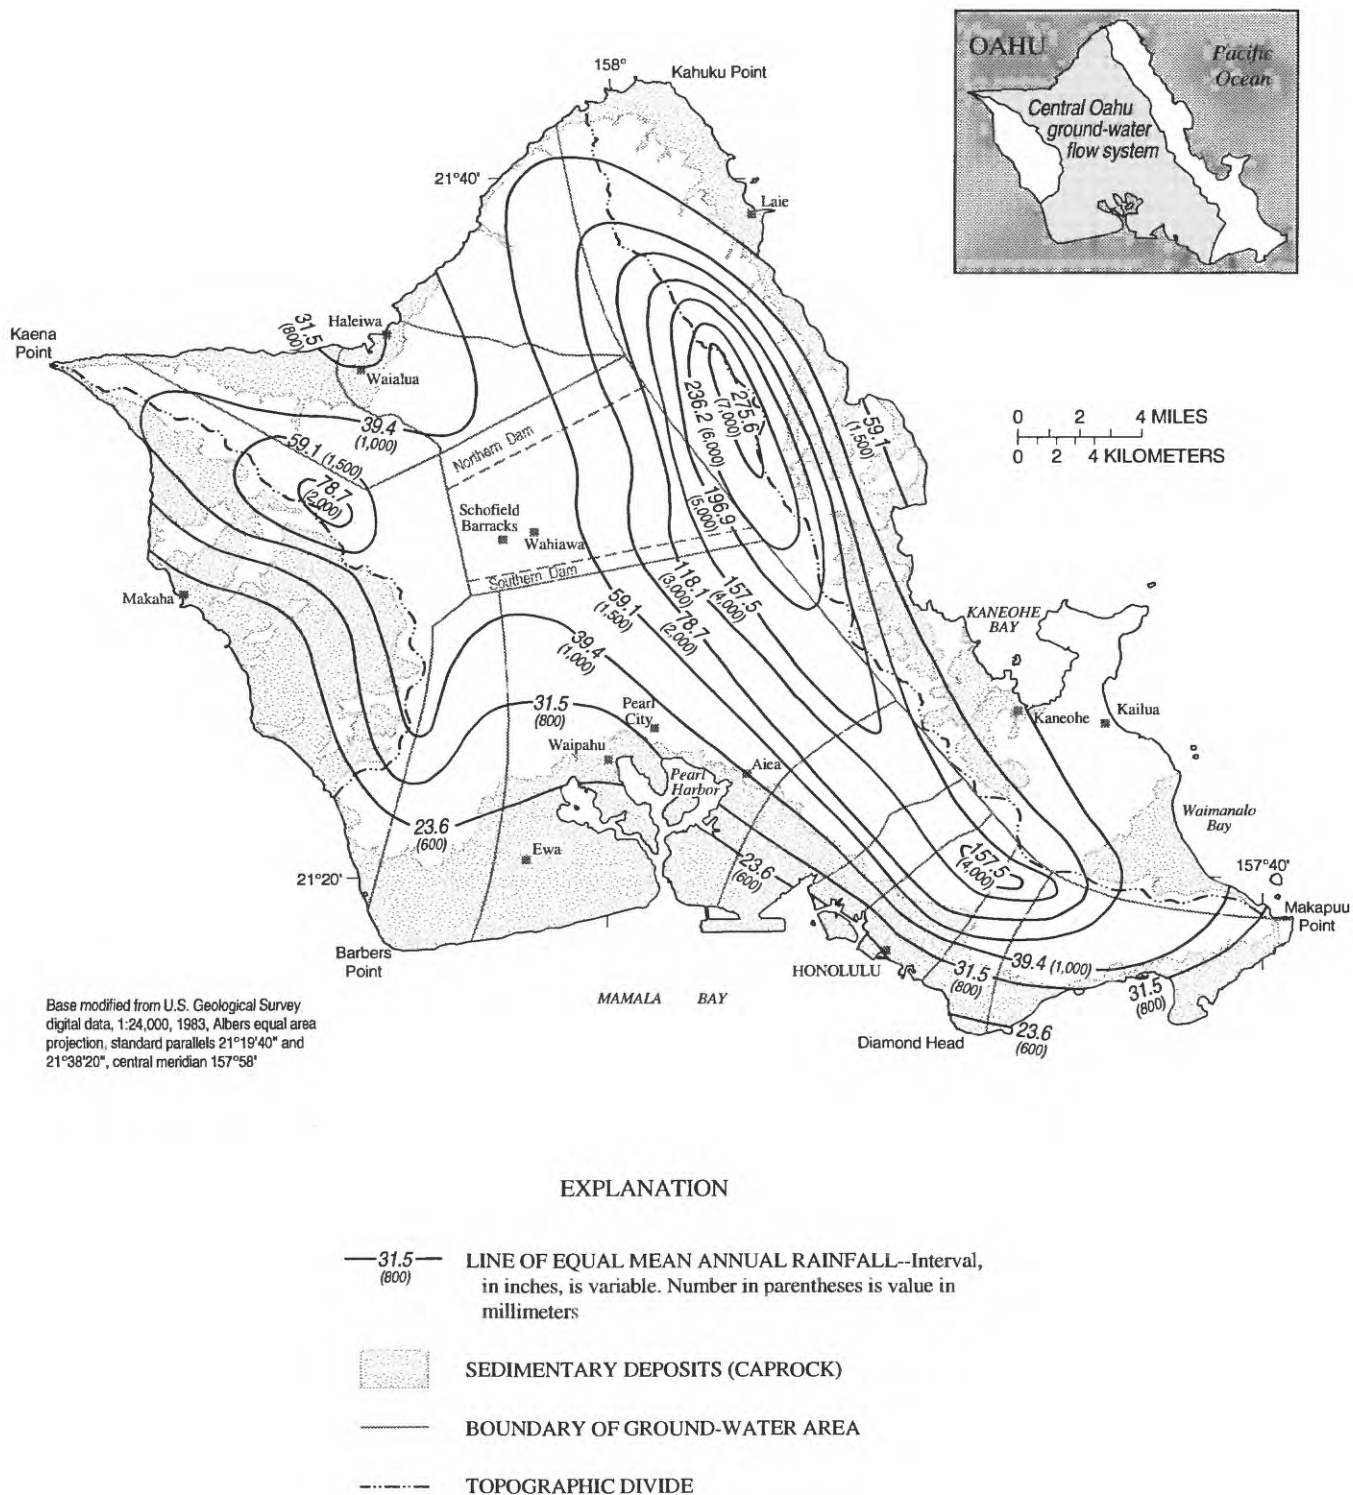 OAHU
Pacific
Ocean
Central Oahu
ground-water
flow system
158°
Kahuku Point
21°40'
Laie
Kaena
Point
31.5
(800)
Haleiwa
Waialua
39.4
(1,000)
59.1 (1,500)
78.7
(2,000)
Northern Dam
Schofield
Barracks
Wahiawa
Southern Dam
275.6
(7,000)
236.2 (6,000)
196.9
(5,000)
59.1
(1,500)
0 2 4 MILES
0 2 4 KILOMETERS
Makaha
59.1
(1,500)
39.4
(1,000)
118.1
(3,000)
78.7
(2,000)
157.5
(4,000)
KANEOHE
BAY
Kaneohe
Kailua
31.5
(800)
Pearl
City
Waipahu
Pearl
Harbor
Aiea
Waimanalo
Bay
23.6
(600)
Ewa
23.6
(600)
157.5
(4,000)
157°40'
21°20'
Makapuu
Point
Barbers
Point
HONOLULU
31.5
(800)
39.4 (1,000)
31.5
(800)
MAMALA BAY
Diamond Head
23.6
(600)
Base modified from U.S. Geological Survey
digital data, 1:24,000, 1983, Albers equal area
projection, standard parallels 21°19'40" and
21°38'20", central meridian 157°58'
EXPLANATION
31.5
(800)
LINE OF EQUAL MEAN ANNUAL RAINFALL--Interval,
in inches, is variable. Number in parentheses is value in
millimeters
SEDIMENTARY DEPOSITS (CAPROCK)
BOUNDARY OF GROUND-WATER AREA
TOPOGRAPHIC DIVIDE